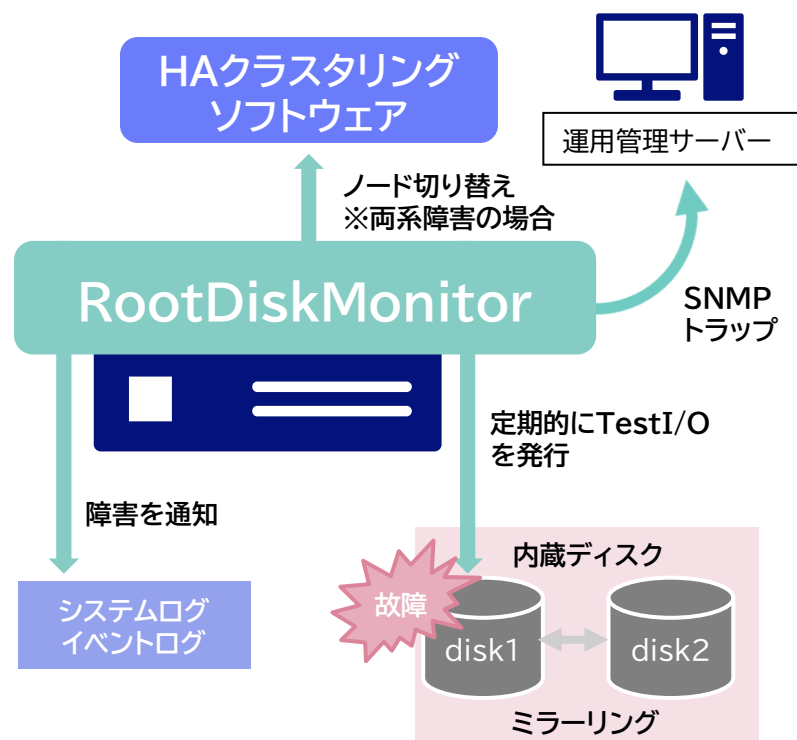 HAクラスタリング
ソフトウェア
運用管理サーバー
ノード切り替え
※両系障害の場合
RootDiskMonitor
SNMP
トラップ
定期的にTestI/O
を発行
障害を通知
システムログ
イベントログ
内蔵ディスク
故障
disk1
disk2
ミラーリング